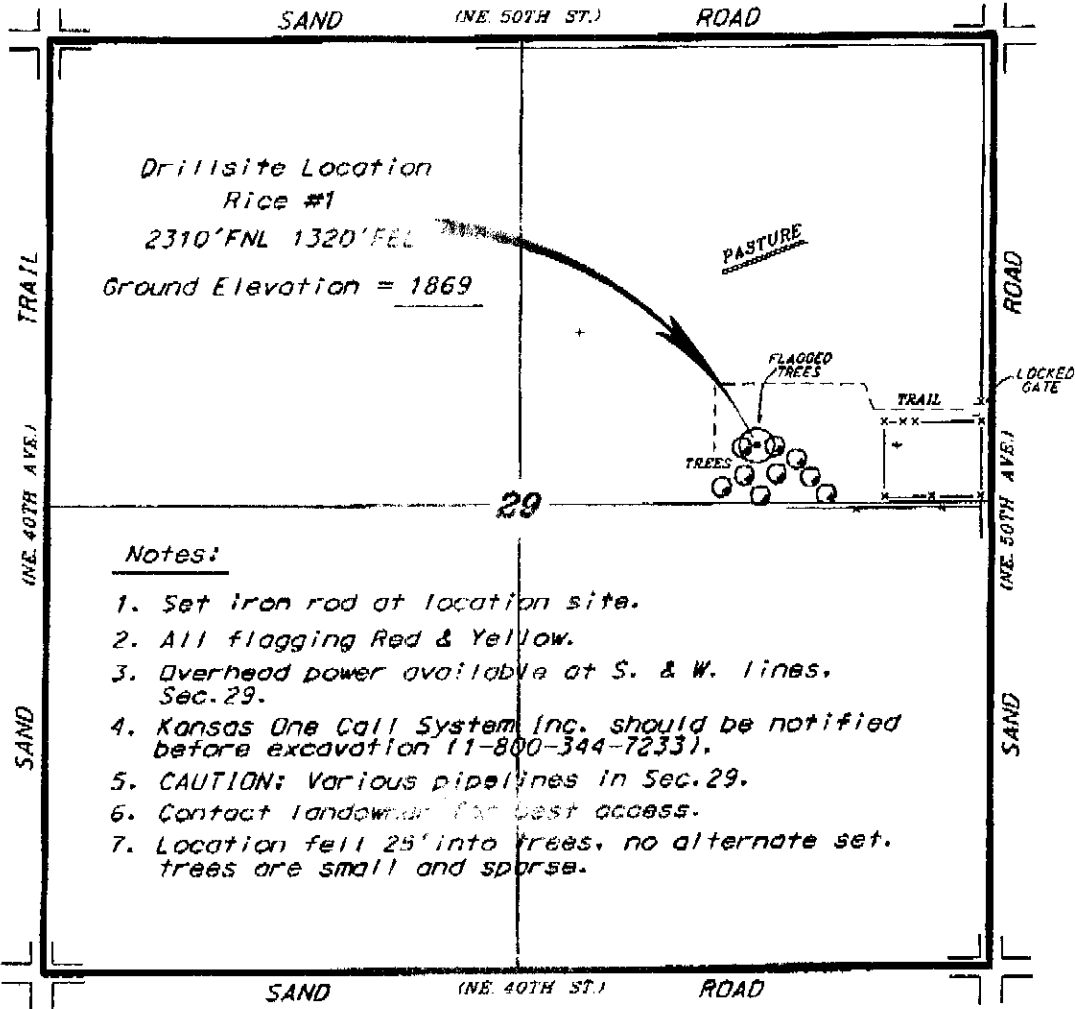 SAND (NE. 50TH ST.) ROAD
Drillsite Location
Rice #1
2310'FNL 1320'FEL
Ground Elevation = 1869
PASTURE
TRAIL
ROAD
FLAGGED
TREES
LOCKED
GATE
TRAIL
TREES
(NE. 40TH AVE.)
(NE. 50TH AVE.)
29
Notes:
1. Set iron rod at location site.
2. All flagging Red & Yellow.
3. Overhead power available at S. & W. lines,
Sec.29.
4. Kansas One Call System Inc. should be notified
before excavation (1-800-344-7233).
5. CAUTION: Various pipelines in Sec.29.
6. Contact landowner for best access.
7. Location fell 25'into trees, no alternate set.
trees are small and sparse.
SAND
SAND
SAND (NE. 40TH ST.) ROAD